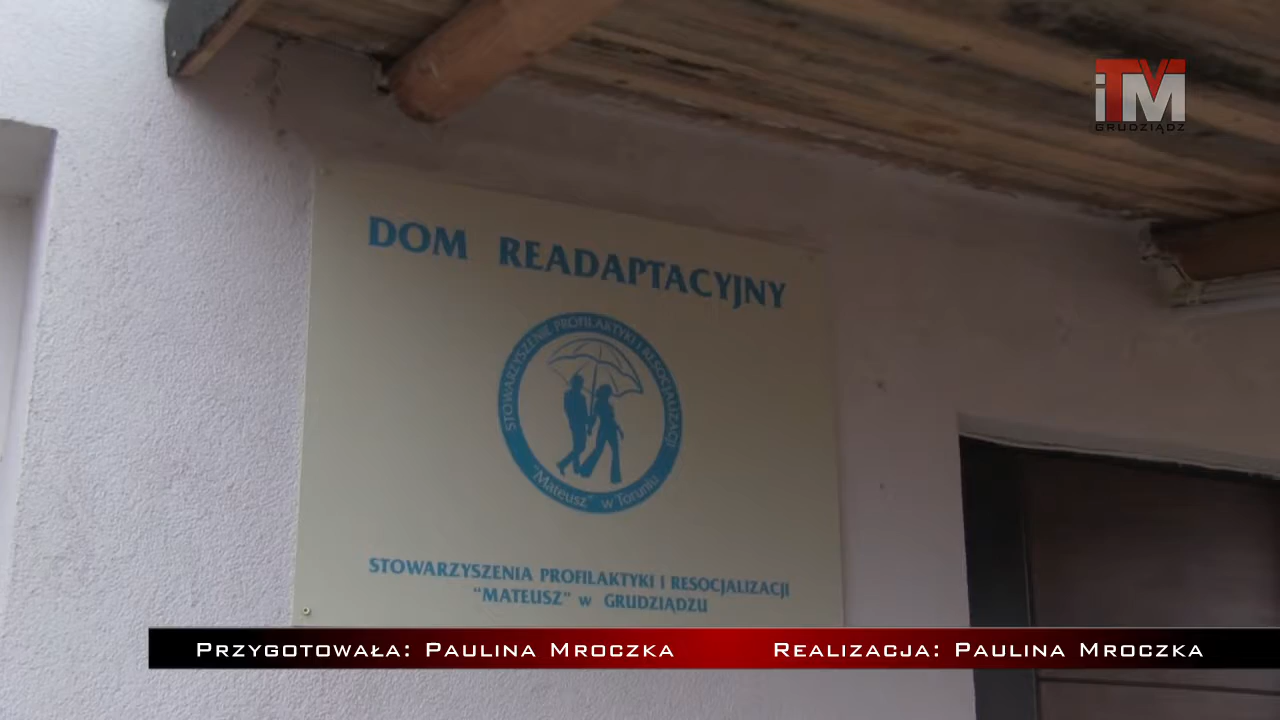 iTVM
GRUDZIĄDZ
DOM READAPTACYJNY
STOWARZYSZENIE PROFILAKTYKI I RESOCJALIZACJI
"Mateusz" w Toruniu
STOWARZYSZENIA PROFILAKTYKI I RESOCJALIZACJI
"MATEUSZ" w GRUDZIĄDZU
PRZYGOTOWAŁA: PAULINA MROCZKA
REALIZACJA: PAULINA MROCZKA